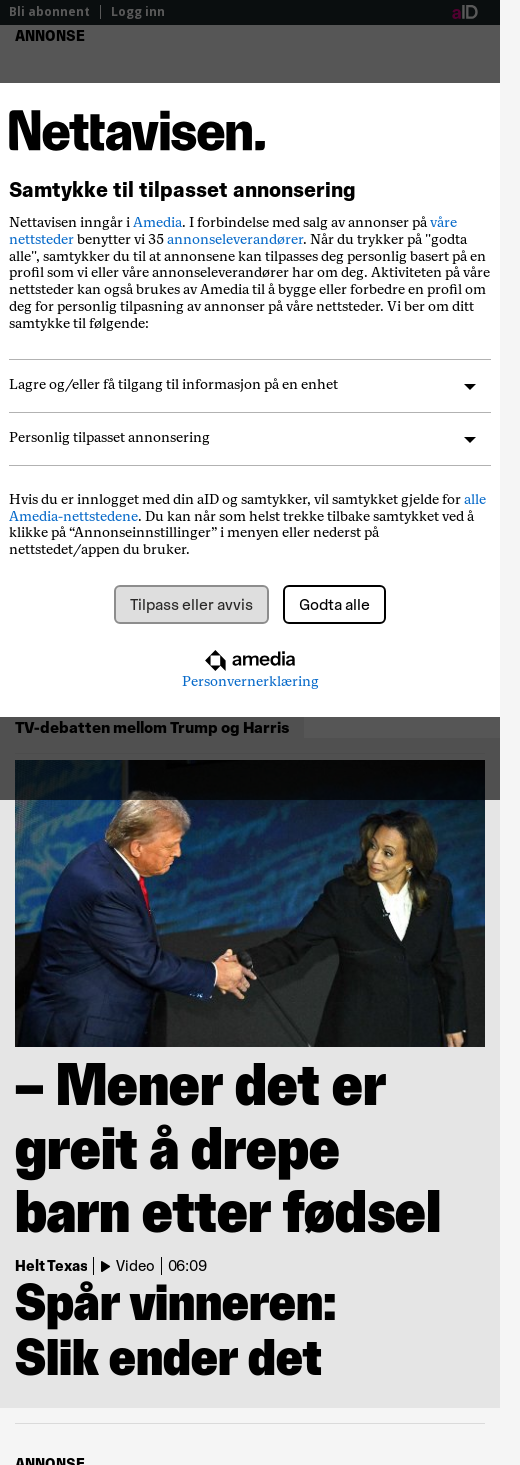 Bli abonnent
Logg inn
aID
ANNONSE
Nettavisen.
Samtykke til tilpasset annonsering
Nettavisen inngår i Amedia. I forbindelse med salg av annonser på våre
nettsteder benytter vi 35 annonseleverandører. Når du trykker på "godta
alle", samtykker du til at annonsene kan tilpasses deg personlig basert på en
profil som vi eller våre annonseleverandører har om deg. Aktiviteten på våre
nettsteder kan også brukes av Amedia til å bygge eller forbedre en profil om
deg for personlig tilpasning av annonser på våre nettsteder. Vi ber om ditt
samtykke til følgende:
Lagre og/eller få tilgang til informasjon på en enhet
Personlig tilpasset annonsering
Hvis du er innlogget med din aID og samtykker, vil samtykket gjelde for alle
Amedia-nettstedene. Du kan når som helst trekke tilbake samtykket ved å
klikke på “Annonseinnstillinger” i menyen eller nederst på
nettstedet/appen du bruker.
Tilpass eller avvis
Godta alle
amedia
Personvernerklæring
TV-debatten mellom Trump og Harris
– Mener det er
greit å drepe
barn etter fødsel
Helt Texas
Video
06:09
Spår vinneren:
Slik ender det
ANNONSE